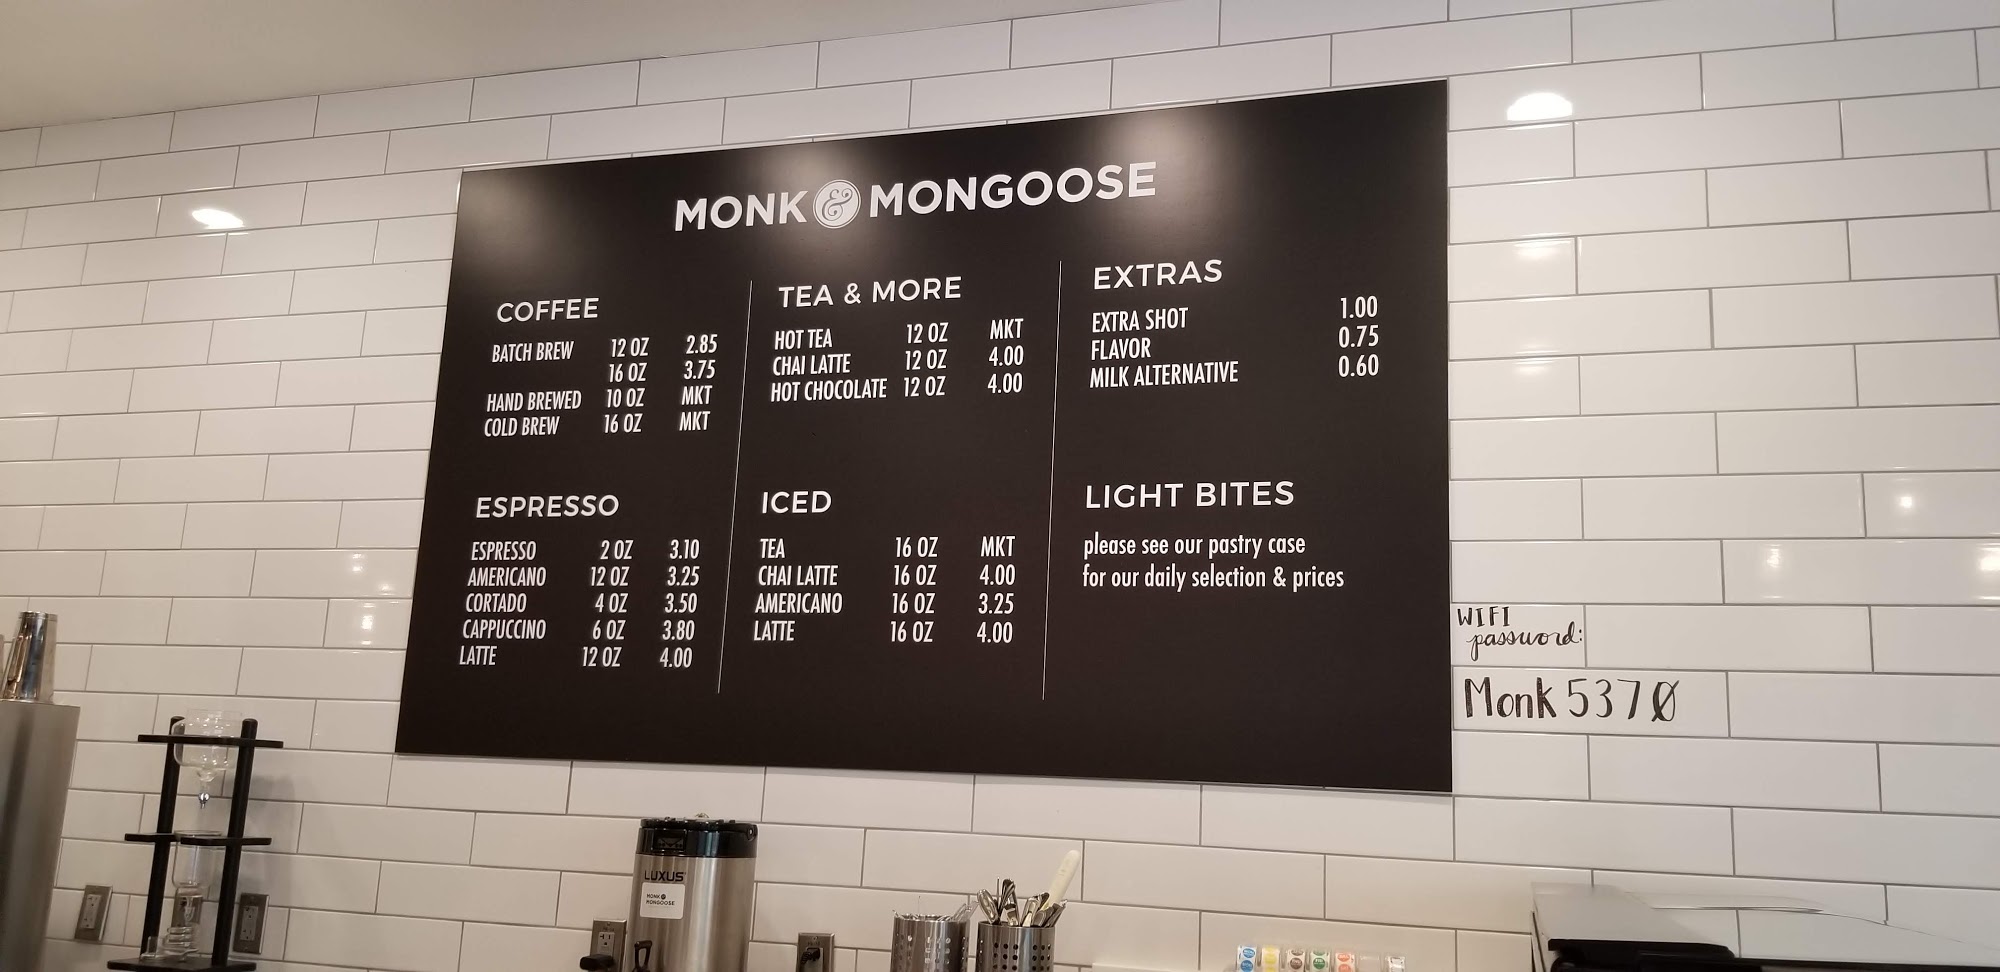 MONK & MONGOOSE
COFFEE
BATCH BREW 12 OZ 2.85
16 OZ 3.75
HAND BREWED 10 OZ MKT
COLD BREW 16 OZ MKT
ESPRESSO
ESPRESSO 2 OZ 3.10
AMERICANO 12 OZ 3.25
CORTADO 4 OZ 3.50
CAPPUCCINO 6 OZ 3.80
LATTE 12 OZ 4.00
TEA & MORE
HOT TEA 12 OZ MKT
CHAI LATTE 12 OZ 4.00
HOT CHOCOLATE 12 OZ 4.00
ICED
TEA 16 OZ MKT
CHAI LATTE 16 OZ 4.00
AMERICANO 16 OZ 3.25
LATTE 16 OZ 4.00
EXTRAS
EXTRA SHOT 1.00
FLAVOR 0.75
MILK ALTERNATIVE 0.60
LIGHT BITES
please see our pastry case
for our daily selection & prices
WIFI
password:
Monk 5370
LUXUS
MONK &
MONGOOSE